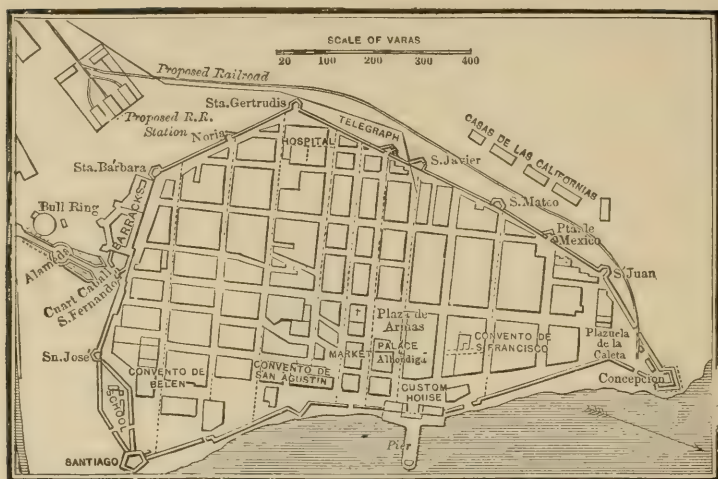 SCALE OF VARAS
20 100 200 300 400
Proposed Railroad
Proposed R.R.
Station
Sta. Gertrudis
Noria
HOSPITAL
TELEGRAPH
CASAS DE LAS CALIFORNIAS
Sta. Bárbara
S. Javier
S. Mateo
Bull Ring
BARRACKS
Pta. de
Mexico
Alameda
Cuart Caball
S. Fernando
S. Juan
Plaza de
Armas
Plazuela
de la
Caleta
CONVENTO DE
S. FRANCISCO
Sn. José
MARKET
PALACE
Alhondiga
CONVENTO DE
BELEN
CONVENTO DE
SAN AGUSTIN
Concepcion
CUSTOM
HOUSE
SCHOOL
Pier
SANTIAGO